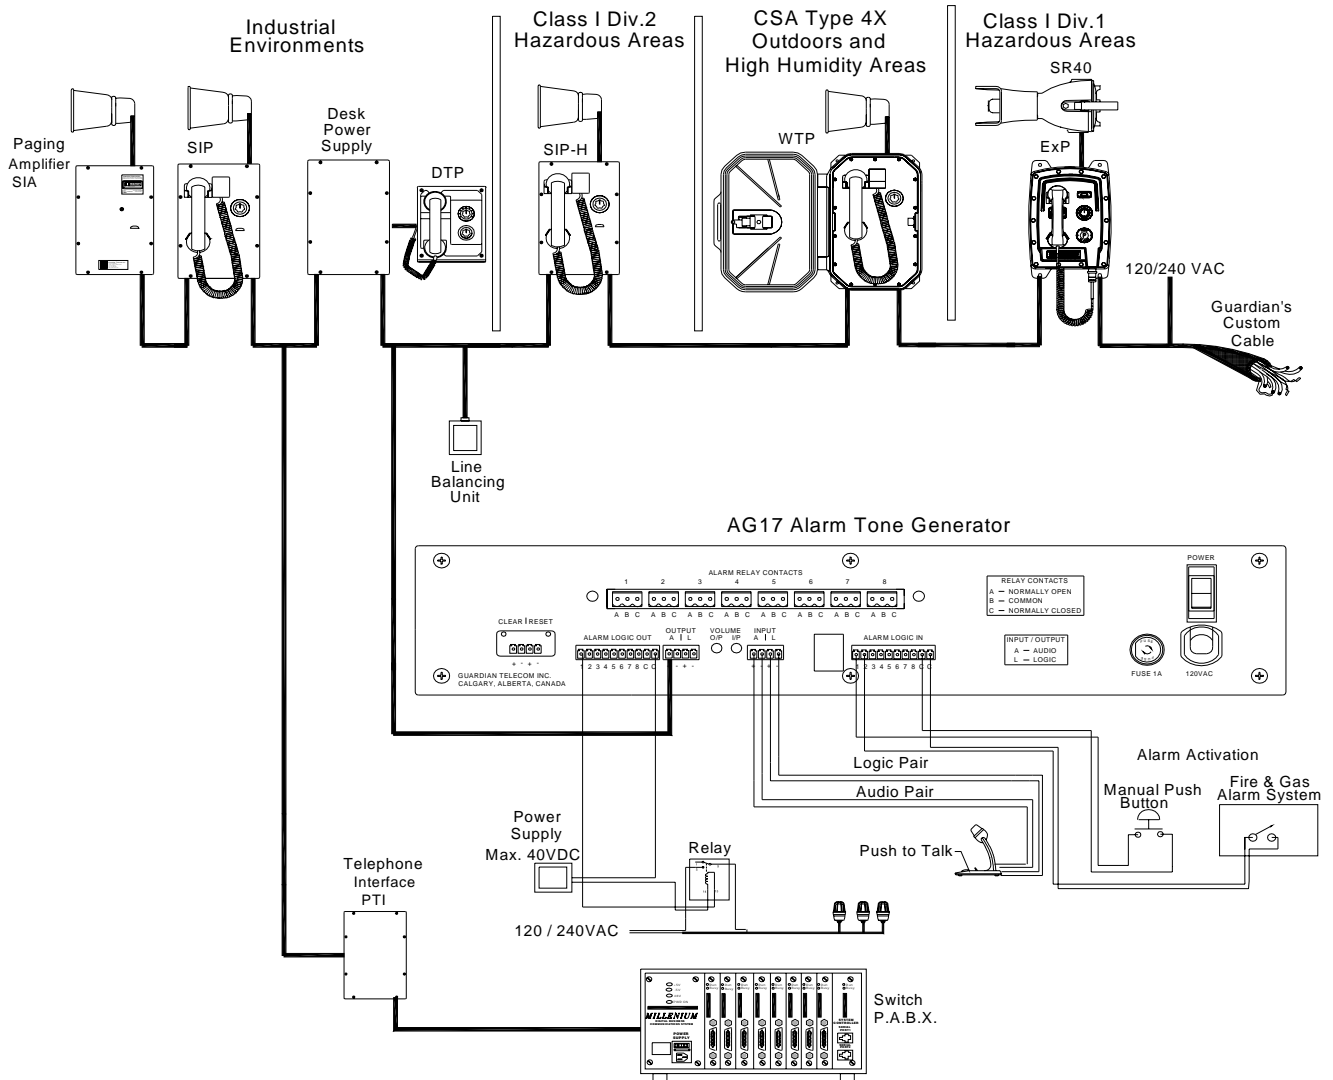 Industrial
Environments
Class I Div.2
Hazardous Areas
CSA Type 4X
Outdoors and
High Humidity Areas
Class I Div.1
Hazardous Areas
SR40
Paging
Amplifier
SIA
SIP
Desk
Power
Supply
DTP
SIP-H
WTP
ExP
120/240 VAC
Guardian's
Custom
Cable
Line
Balancing
Unit
AG17 Alarm Tone Generator
ALARM RELAY CONTACTS
1 2 3 4 5 6 7 8
A B C A B C A B C A B C A B C A B C A B C A B C
RELAY CONTACTS
A — NORMALLY OPEN
B — COMMON
C — NORMALLY CLOSED
POWER
CLEAR | RESET
+ - + -
ALARM LOGIC OUT
1 2 3 4 5 6 7 8 C C
OUTPUT
A | L
+ - + -
VOLUME
O/P I/P
INPUT
A | L
+ - + -
ALARM LOGIC IN
1 2 3 4 5 6 7 8 C C
INPUT / OUTPUT
A — AUDIO
L — LOGIC
FUSE 1A
120VAC
GUARDIAN TELECOM INC.
CALGARY, ALBERTA, CANADA
Logic Pair
Audio Pair
Alarm Activation
Manual Push
Button
Fire & Gas
Alarm System
Power
Supply
Max. 40VDC
Relay
Push to Talk
120 / 240VAC
Telephone
Interface
PTI
MILLENIUM
POWER
SUPPLY
SYSTEM
CONTROLLER
Switch
P.A.B.X.